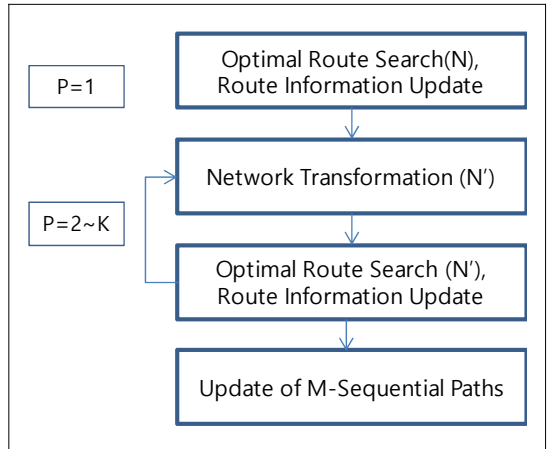 Optimal Route Search(N),
Route Information Update
P=1
Network Transformation (N’)
P=2~K
Optimal Route Search (N’),
Route Information Update
Update of M-Sequential Paths